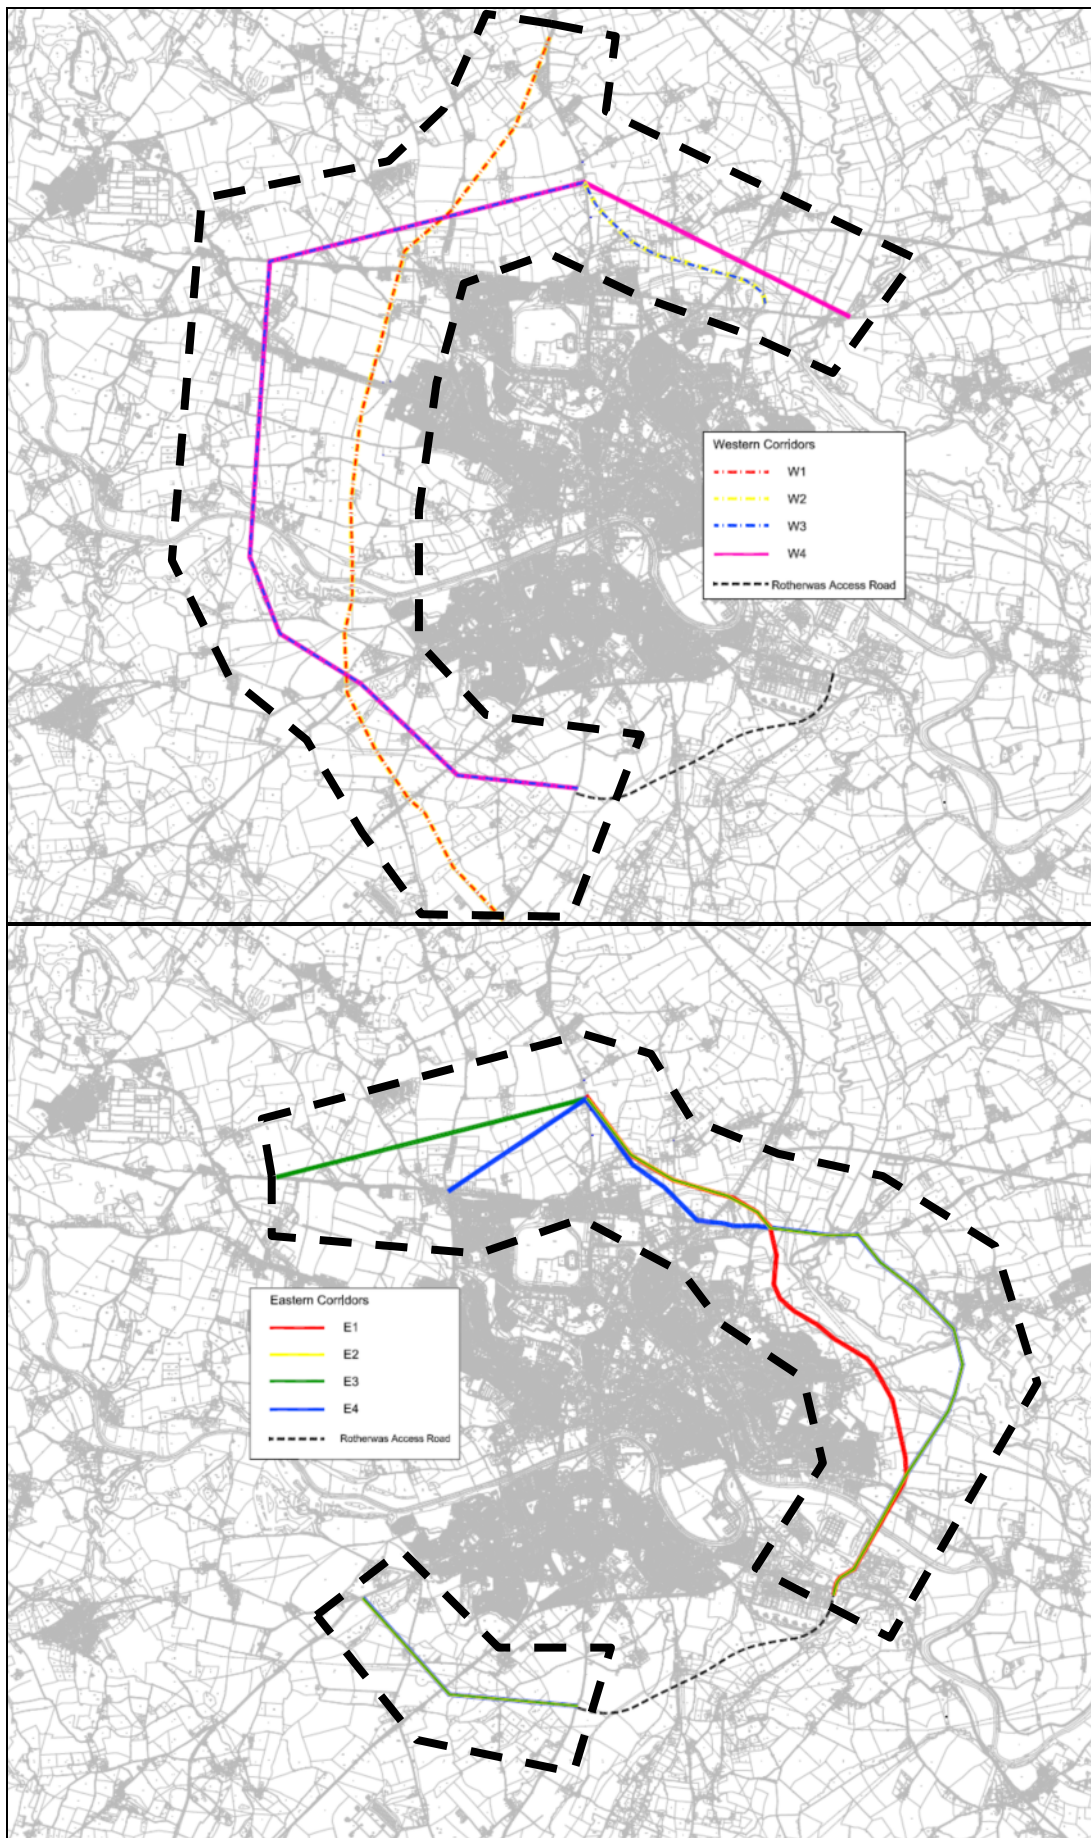 Western Corridors
W1
W2
W3
W4
Rotherwas Access Road
Eastern Corridors
E1
E2
E3
E4
Rotherwas Access Road